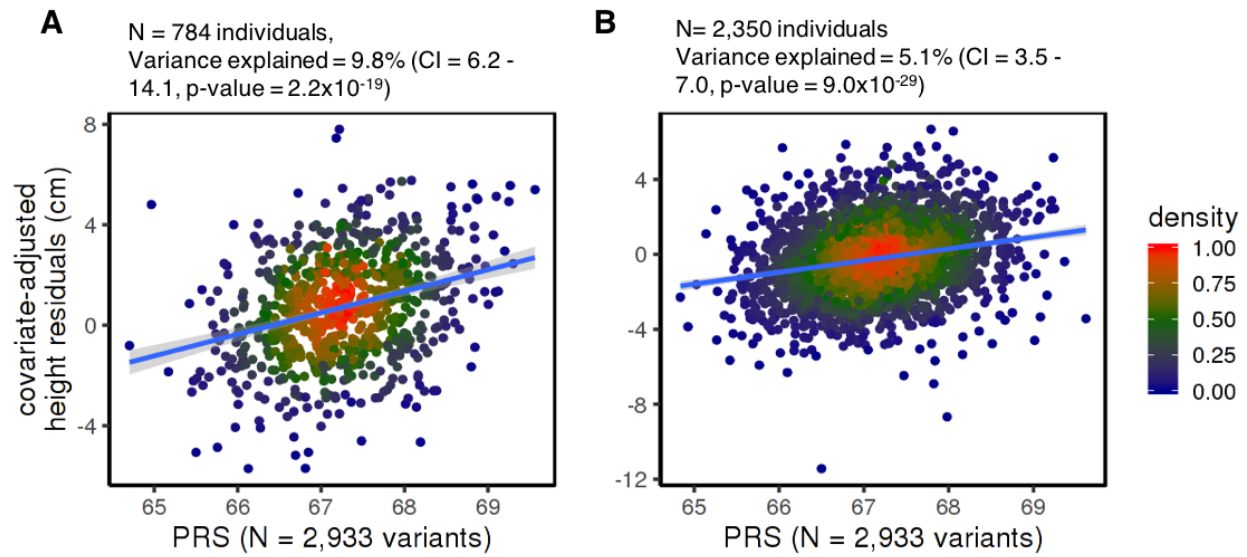 A
N = 784 individuals,
Variance explained = 9.8% (CI = 6.2 -
14.1, p-value = 2.2x10⁻¹⁹)
8
4
0
-4
covariate-adjusted
height residuals (cm)
65 66 67 68 69
PRS (N = 2,933 variants)
B
N= 2,350 individuals
Variance explained = 5.1% (CI = 3.5 -
7.0, p-value = 9.0x10⁻²⁹)
4
0
-4
-8
-12
65 66 67 68 69
PRS (N = 2,933 variants)
density
1.00
0.75
0.50
0.25
0.00